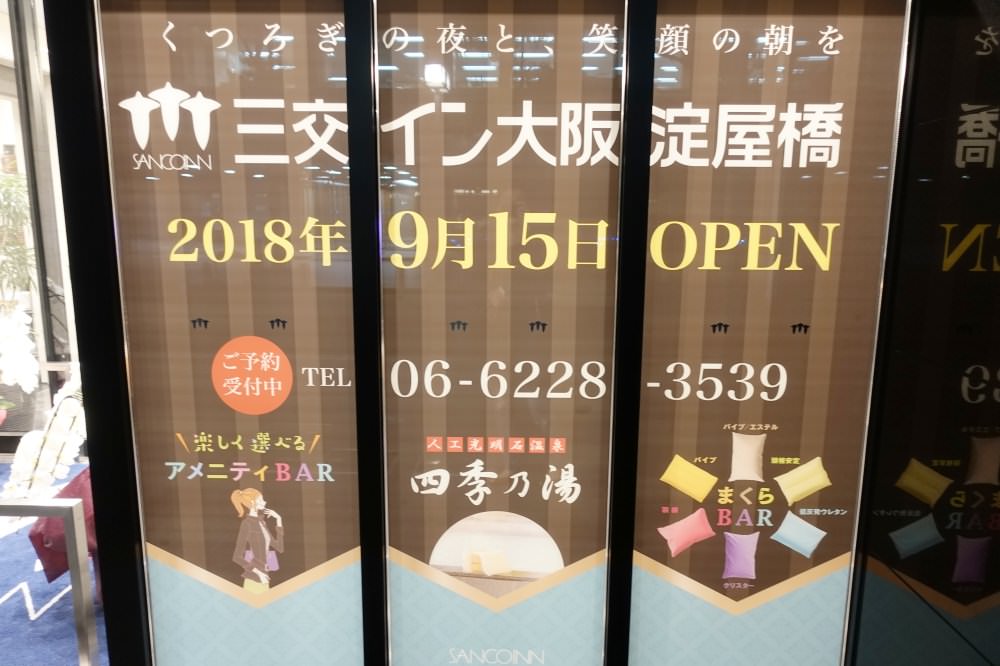 くつろぎの夜と、笑顔の朝を
SANCOINN 三交イン大阪淀屋橋
2018年9月15日OPEN
ご予約
受付中
TEL 06-6228-3539
楽しく選べる
アメニティBAR
人工光明石温泉
四季乃湯
パイプ/エステル
パイプ
頸椎安定
まくら
BAR
低反発ウレタン
クリスター
SANCOINN